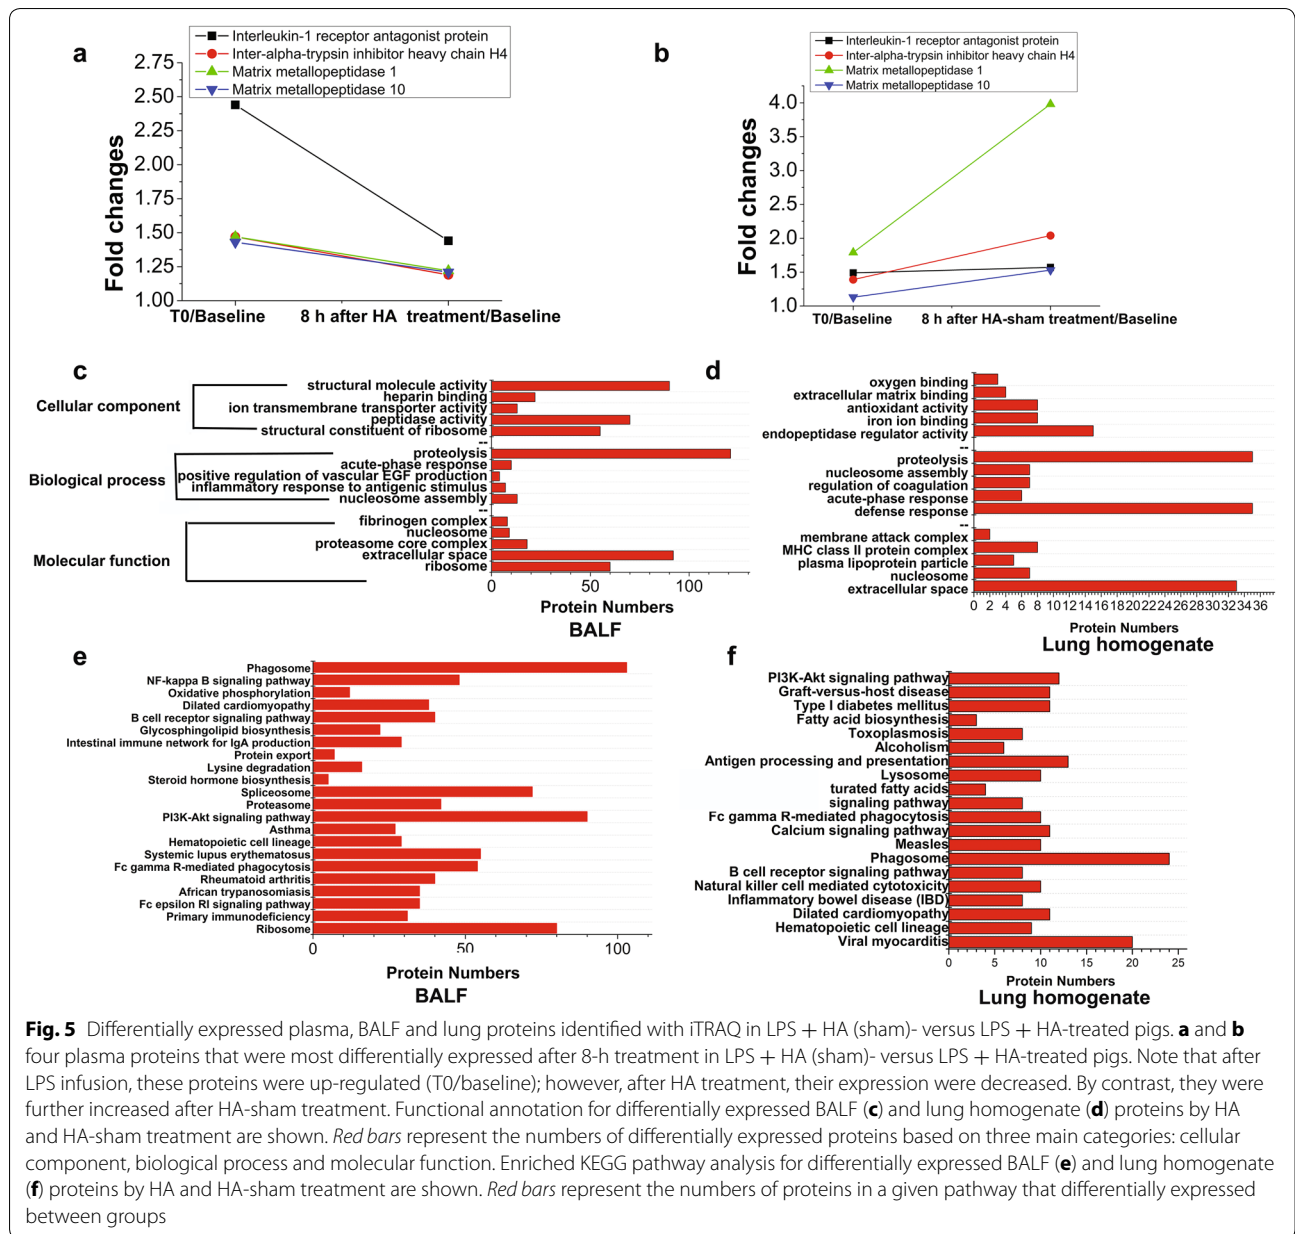 a
Interleukin-1 receptor antagonist protein
Inter-alpha-trypsin inhibitor heavy chain H4
Matrix metallopeptidase 1
Matrix metallopeptidase 10
2.75
2.50
2.25
2.00
1.75
1.50
1.25
1.00
Fold changes
T0/Baseline
8 h after HA treatment/Baseline
b
Interleukin-1 receptor antagonist protein
Inter-alpha-trypsin inhibitor heavy chain H4
Matrix metallopeptidase 1
Matrix metallopeptidase 10
4.0
3.5
3.0
2.5
2.0
1.5
1.0
Fold changes
T0/Baseline
8 h after HA-sham treatment/Baseline
c
Cellular component
structural molecule activity
heparin binding
ion transmembrane transporter activity
peptidase activity
structural constituent of ribosome
--
Biological process
proteolysis
acute-phase response
positive regulation of vascular EGF production
inflammatory response to antigenic stimulus
nucleosome assembly
--
Molecular function
fibrinogen complex
nucleosome
proteasome core complex
extracellular space
ribosome
0 50 100
Protein Numbers
BALF
d
oxygen binding
extracellular matrix binding
antioxidant activity
iron ion binding
endopeptidase regulator activity
--
proteolysis
nucleosome assembly
regulation of coagulation
acute-phase response
defense response
--
membrane attack complex
MHC class II protein complex
plasma lipoprotein particle
nucleosome
extracellular space
0 2 4 6 8 10 12 14 16 18 20 22 24 26 28 30 32 34 36
Protein Numbers
Lung homogenate
e
Phagosome
NF-kappa B signaling pathway
Oxidative phosphorylation
Dilated cardiomyopathy
B cell receptor signaling pathway
Glycosphingolipid biosynthesis
Intestinal immune network for IgA production
Protein export
Lysine degradation
Steroid hormone biosynthesis
Spliceosome
Proteasome
PI3K-Akt signaling pathway
Asthma
Hematopoietic cell lineage
Systemic lupus erythematosus
Fc gamma R-mediated phagocytosis
Rheumatoid arthritis
African trypanosomiasis
Fc epsilon RI signaling pathway
Primary immunodeficiency
Ribosome
0 50 100
Protein Numbers
BALF
f
PI3K-Akt signaling pathway
Graft-versus-host disease
Type I diabetes mellitus
Fatty acid biosynthesis
Toxoplasmosis
Alcoholism
Antigen processing and presentation
Lysosome
turated fatty acids
signaling pathway
Fc gamma R-mediated phagocytosis
Calcium signaling pathway
Measles
Phagosome
B cell receptor signaling pathway
Natural killer cell mediated cytotoxicity
Inflammatory bowel disease (IBD)
Dilated cardiomyopathy
Hematopoietic cell lineage
Viral myocarditis
0 5 10 15 20 25
Protein Numbers
Lung homogenate
Fig. 5 Differentially expressed plasma, BALF and lung proteins identified with iTRAQ in LPS + HA (sham)- versus LPS + HA-treated pigs. a and b
four plasma proteins that were most differentially expressed after 8-h treatment in LPS + HA (sham)- versus LPS + HA-treated pigs. Note that after
LPS infusion, these proteins were up-regulated (T0/baseline); however, after HA treatment, their expression were decreased. By contrast, they were
further increased after HA-sham treatment. Functional annotation for differentially expressed BALF (c) and lung homogenate (d) proteins by HA
and HA-sham treatment are shown. Red bars represent the numbers of differentially expressed proteins based on three main categories: cellular
component, biological process and molecular function. Enriched KEGG pathway analysis for differentially expressed BALF (e) and lung homogenate
(f) proteins by HA and HA-sham treatment are shown. Red bars represent the numbers of proteins in a given pathway that differentially expressed
between groups